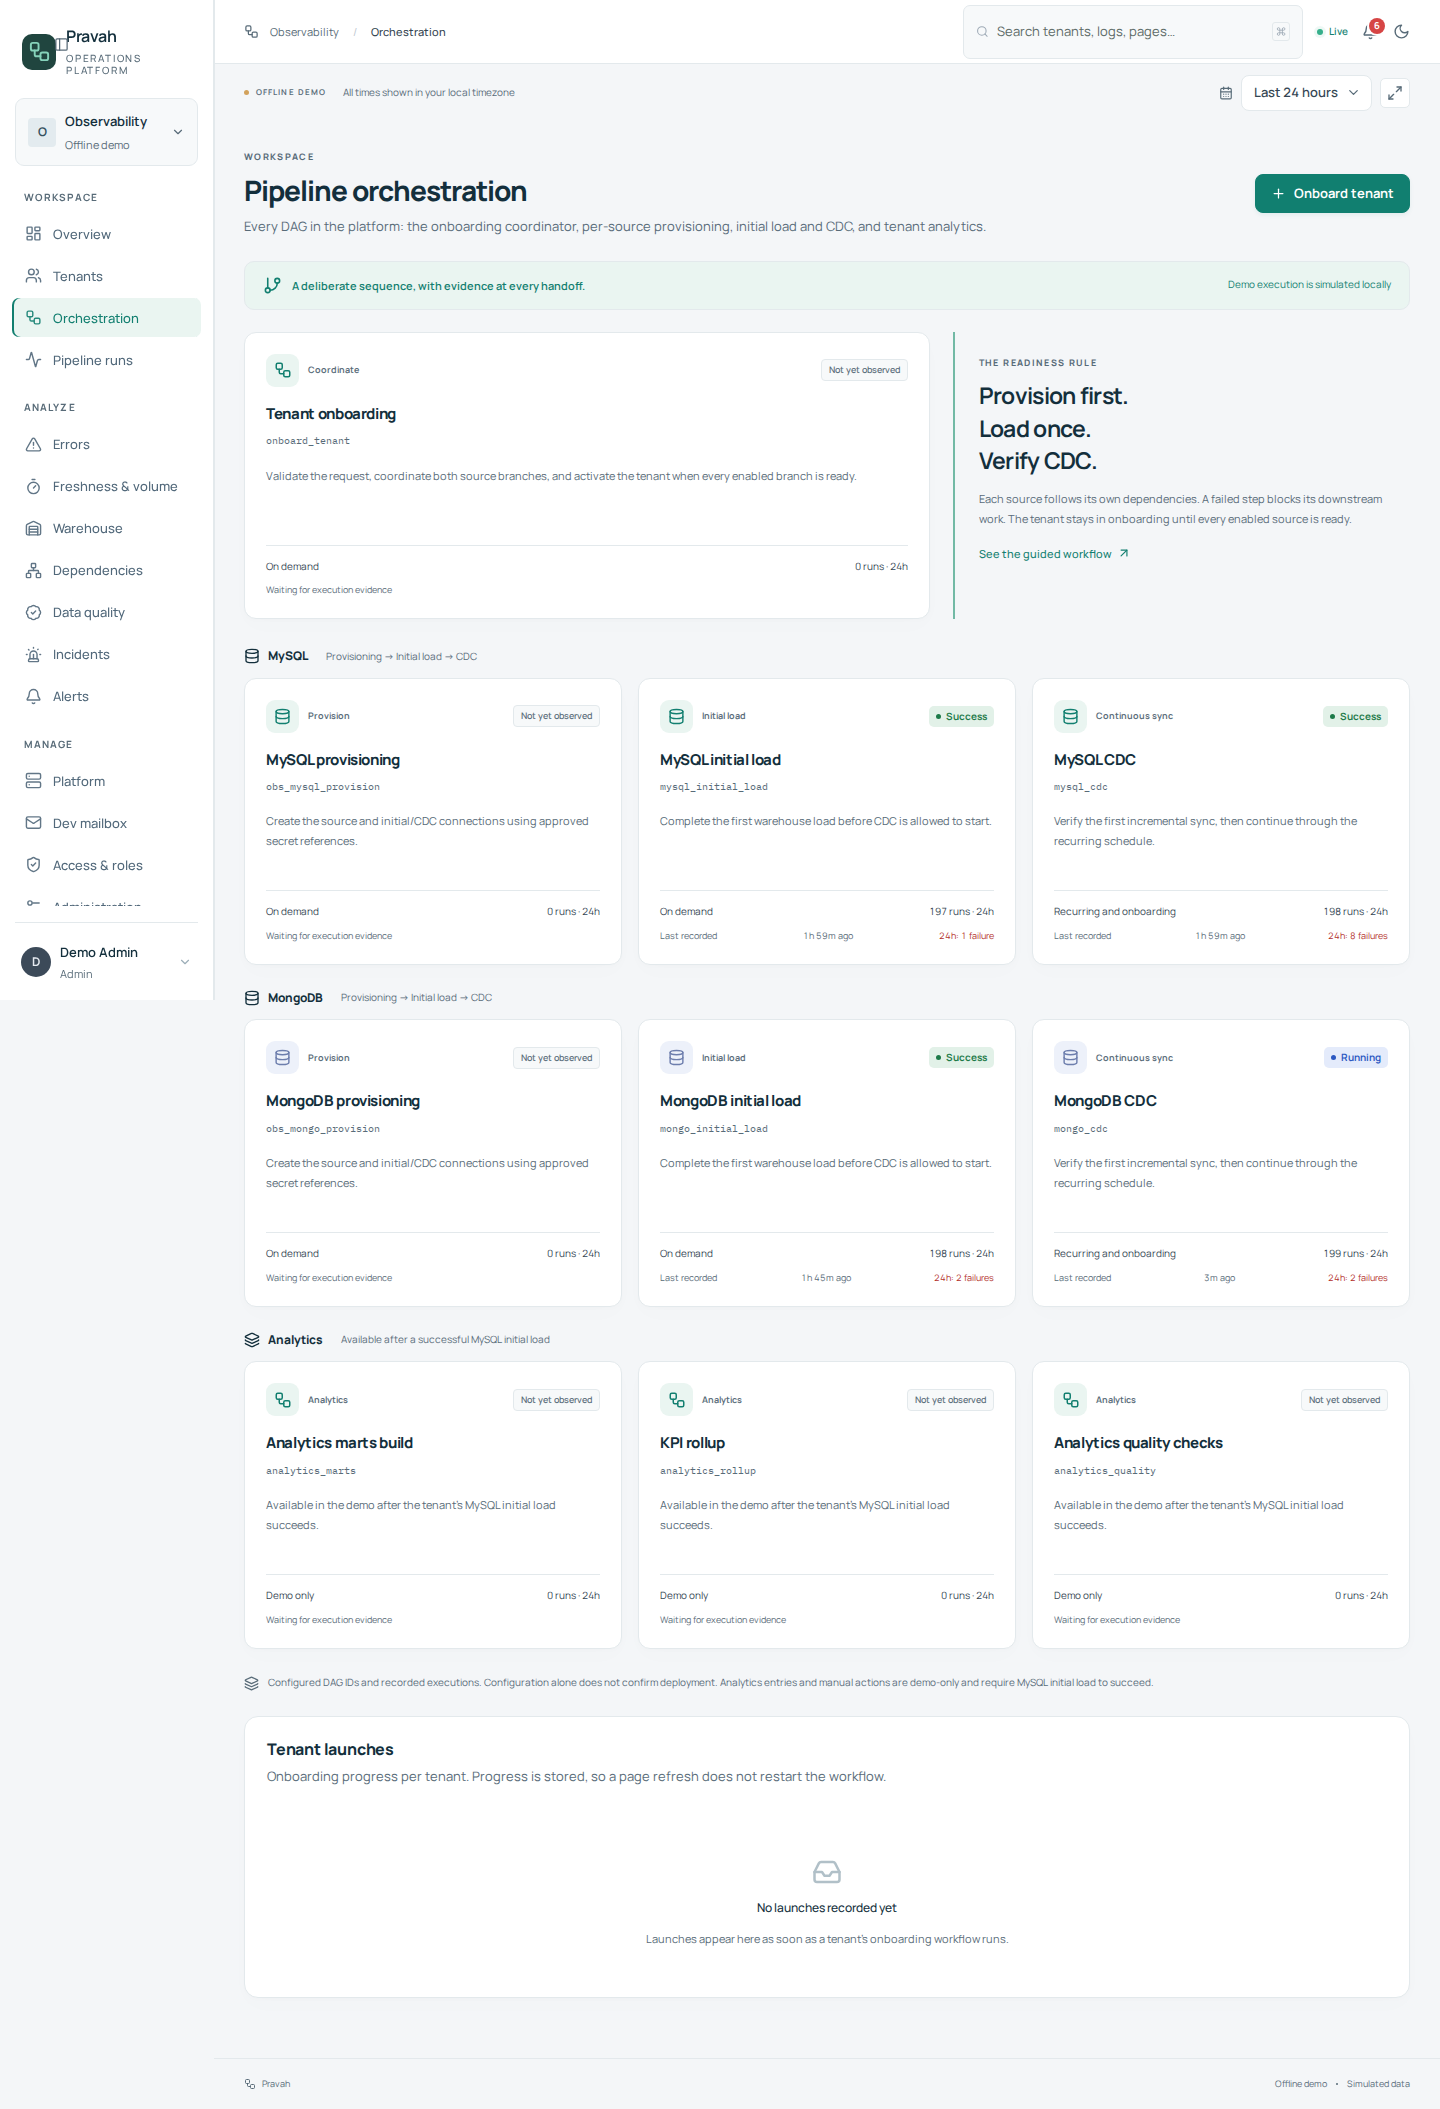 Pravah
OPERATIONS
PLATFORM
O
Observability
Offline demo
WORKSPACE
Overview
Tenants
Orchestration
Pipeline runs
ANALYZE
Errors
Freshness & volume
Warehouse
Dependencies
Data quality
Incidents
Alerts
MANAGE
Platform
Dev mailbox
Access & roles
Administration
D
Demo Admin
Admin
Observability / Orchestration
Search tenants, logs, pages...
⌘
Live
6
OFFLINE DEMO All times shown in your local timezone
Last 24 hours
WORKSPACE
Pipeline orchestration
Every DAG in the platform: the onboarding coordinator, per-source provisioning, initial load and CDC, and tenant analytics.
+ Onboard tenant
A deliberate sequence, with evidence at every handoff.
Demo execution is simulated locally
Coordinate
Not yet observed
Tenant onboarding
onboard_tenant
Validate the request, coordinate both source branches, and activate the tenant when every enabled branch is ready.
On demand
0 runs · 24h
Waiting for execution evidence
THE READINESS RULE
Provision first.
Load once.
Verify CDC.
Each source follows its own dependencies. A failed step blocks its downstream
work. The tenant stays in onboarding until every enabled source is ready.
See the guided workflow
MySQL Provisioning → Initial load → CDC
Provision
Not yet observed
MySQL provisioning
obs_mysql_provision
Create the source and initial/CDC connections using approved
secret references.
On demand
0 runs · 24h
Waiting for execution evidence
Initial load
Success
MySQL initial load
mysql_initial_load
Complete the first warehouse load before CDC is allowed to start.
On demand
197 runs · 24h
Last recorded
1h 59m ago
24h: 1 failure
Continuous sync
Success
MySQL CDC
mysql_cdc
Verify the first incremental sync, then continue through the
recurring schedule.
Recurring and onboarding
198 runs · 24h
Last recorded
1h 59m ago
24h: 8 failures
MongoDB Provisioning → Initial load → CDC
Provision
Not yet observed
MongoDB provisioning
obs_mongo_provision
Create the source and initial/CDC connections using approved
secret references.
On demand
0 runs · 24h
Waiting for execution evidence
Initial load
Success
MongoDB initial load
mongo_initial_load
Complete the first warehouse load before CDC is allowed to start.
On demand
198 runs · 24h
Last recorded
1h 45m ago
24h: 2 failures
Continuous sync
Running
MongoDB CDC
mongo_cdc
Verify the first incremental sync, then continue through the
recurring schedule.
Recurring and onboarding
199 runs · 24h
Last recorded
3m ago
24h: 2 failures
Analytics Available after a successful MySQL initial load
Analytics
Not yet observed
Analytics marts build
analytics_marts
Available in the demo after the tenant's MySQL initial load
succeeds.
Demo only
0 runs · 24h
Waiting for execution evidence
Analytics
Not yet observed
KPI rollup
analytics_rollup
Available in the demo after the tenant's MySQL initial load
succeeds.
Demo only
0 runs · 24h
Waiting for execution evidence
Analytics
Not yet observed
Analytics quality checks
analytics_quality
Available in the demo after the tenant's MySQL initial load
succeeds.
Demo only
0 runs · 24h
Waiting for execution evidence
Configured DAG IDs and recorded executions. Configuration alone does not confirm deployment. Analytics entries and manual actions are demo-only and require MySQL initial load to succeed.
Tenant launches
Onboarding progress per tenant. Progress is stored, so a page refresh does not restart the workflow.
No launches recorded yet
Launches appear here as soon as a tenant's onboarding workflow runs.
Pravah
Offline demo • Simulated data